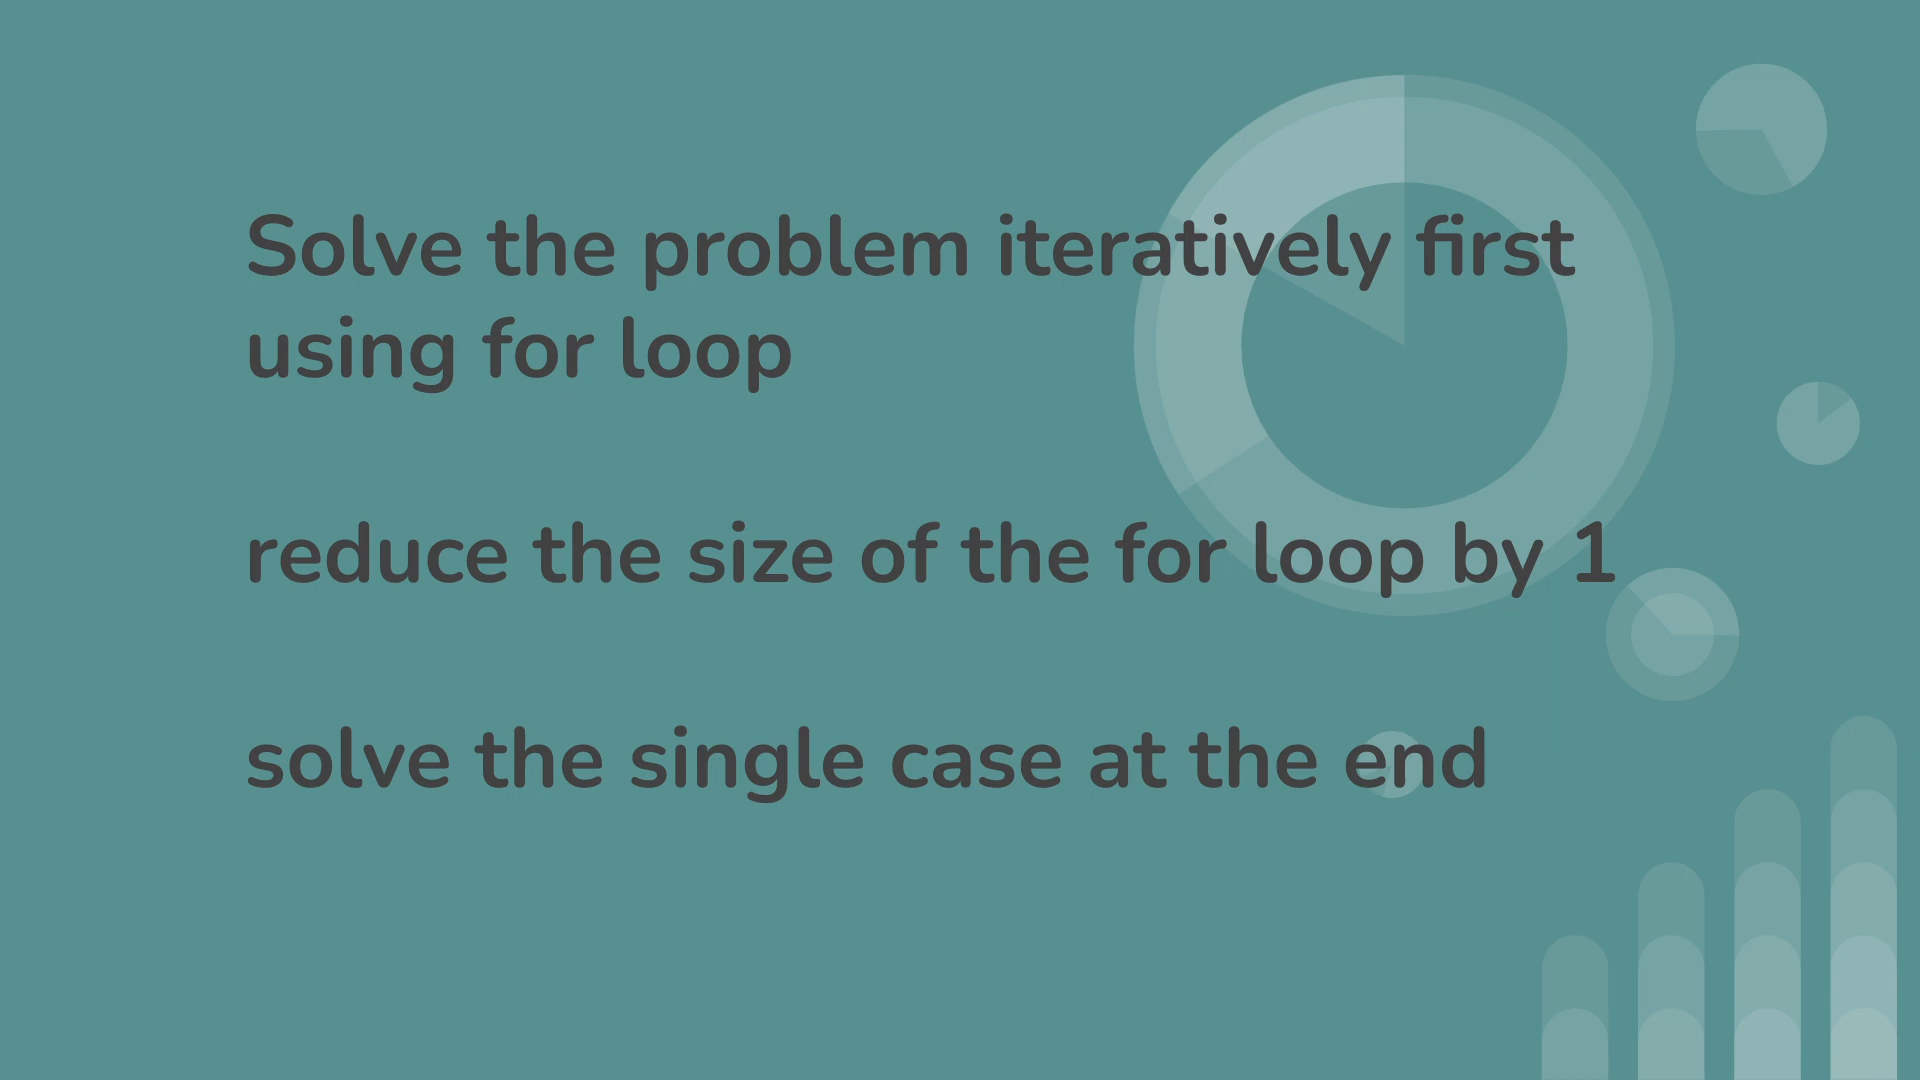 Solve the problem iteratively first
using for loop
reduce the size of the for loop by 1
solve the single case at the end